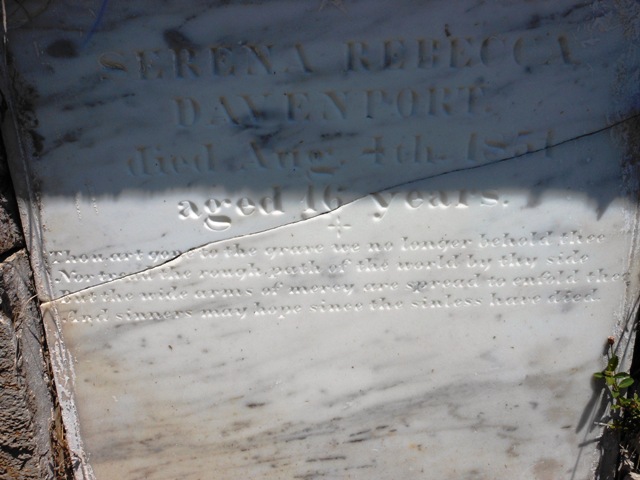 SERENA REBECCA
DAVENPORT
died Aug 4th. 1851
aged 16 years.
Thou art gone to the grave we no longer behold thee
Nor tread the rough path of the world by thy side
But the wide arms of mercy are spread to enfold thee
And sinners may hope since the sinless have died.